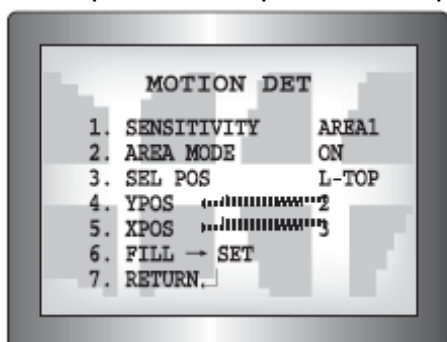 MOTION DET
1. SENSITIVITY AREA1
2. AREA MODE ON
3. SEL POS L-TOP
4. YPOS 2
5. XPOS 3
6. FILL → SET
7. RETURN